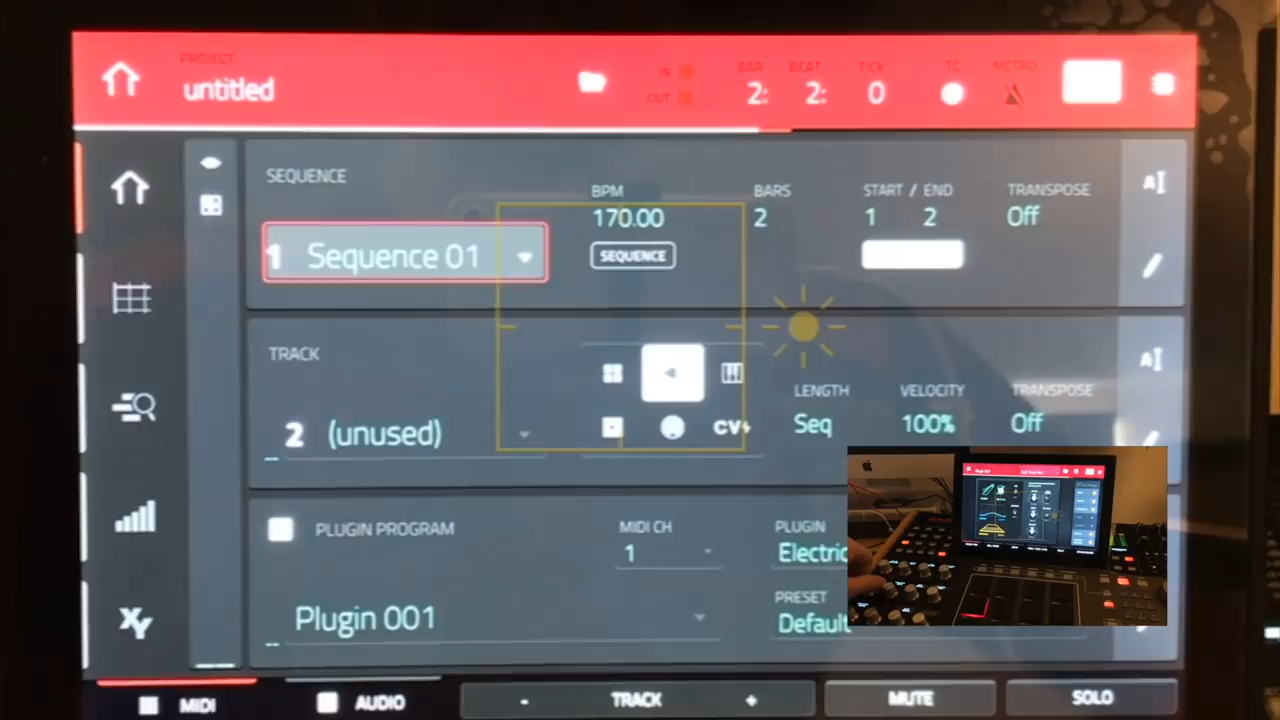 PROJECT
untitled
IN
OUT
BAR BEAT TICK TC METRO
2: 2: 0
SEQUENCE
1 Sequence 01
BPM
170.00
SEQUENCE
BARS
2
START / END
1 2
TRANSPOSE
Off
TRACK
2 (unused)
CV
LENGTH
Seq
VELOCITY
100%
TRANSPOSE
Off
PLUGIN PROGRAM
Plugin 001
MIDI CH
1
PLUGIN
Electric
PRESET
Default
XY
MIDI
AUDIO
- TRACK +
MUTE
SOLO